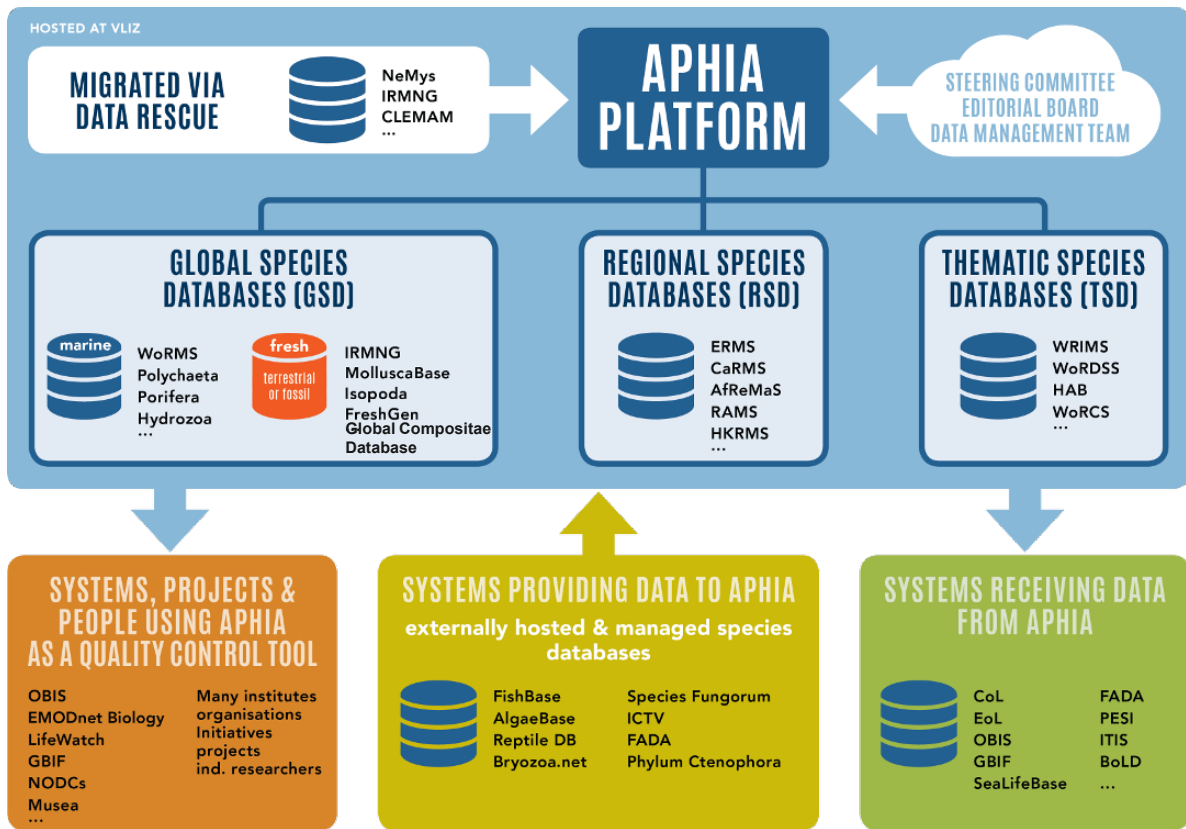 HOSTED AT VLIZ
MIGRATED VIA
DATA RESCUE
NeMys
IRMNG
CLEMAM
...
APHIA
PLATFORM
STEERING COMMITTEE
EDITORIAL BOARD
DATA MANAGEMENT TEAM
GLOBAL SPECIES
DATABASES (GSD)
marine
WoRMS
Polychaeta
Porifera
Hydrozoa
...
fresh
terrestrial
or fossil
IRMNG
MolluscaBase
Isopoda
FreshGen
Global Compositae
Database
REGIONAL SPECIES
DATABASES (RSD)
ERMS
CaRMS
AfReMaS
RAMS
HKRMS
...
THEMATIC SPECIES
DATABASES (TSD)
WRIMS
WoRDSS
HAB
WoRCS
...
SYSTEMS, PROJECTS &
PEOPLE USING APHIA
AS A QUALITY CONTROL TOOL
OBIS
EMODnet Biology
LifeWatch
GBIF
NODCs
Musea
...
Many institutes
organisations
Initiatives
projects
ind. researchers
SYSTEMS PROVIDING DATA TO APHIA
externally hosted & managed species
databases
FishBase
AlgaeBase
Reptile DB
Bryozoa.net
Species Fungorum
ICTV
FADA
Phylum Ctenophora
SYSTEMS RECEIVING DATA
FROM APHIA
CoL
EoL
OBIS
GBIF
SeaLifeBase
FADA
PESI
ITIS
BoLD
...